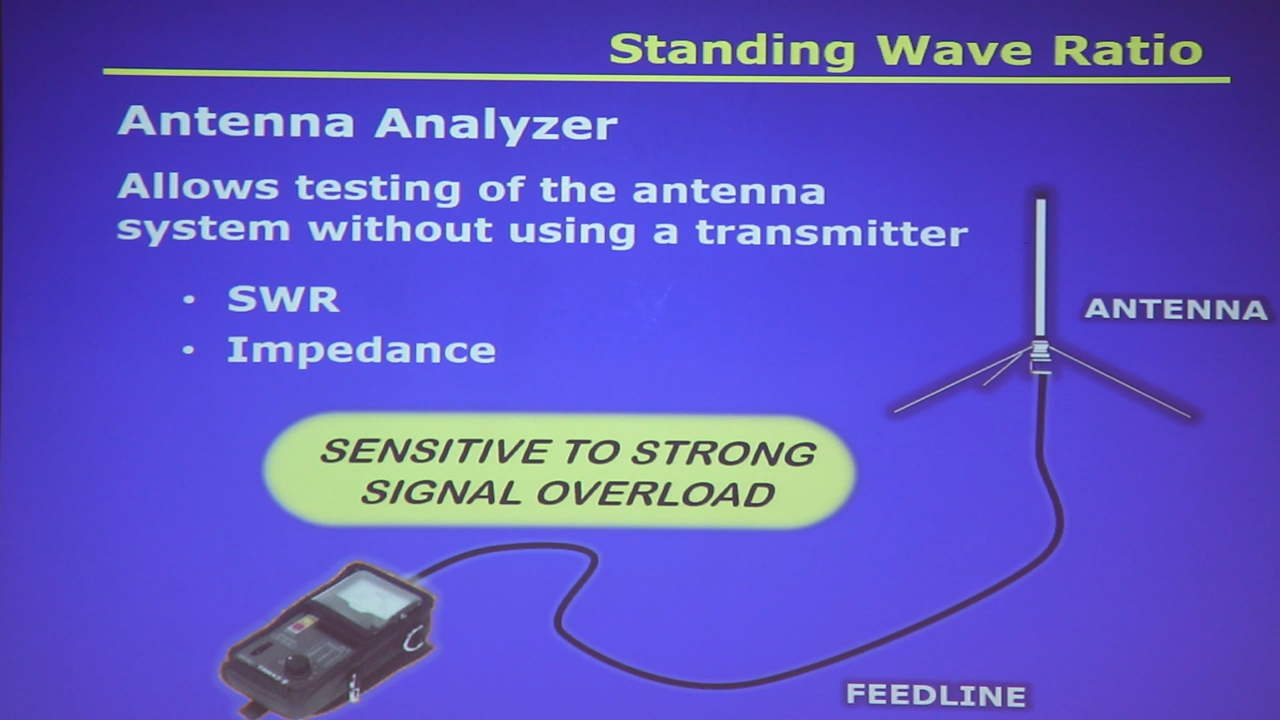 Standing Wave Ratio
Antenna Analyzer
Allows testing of the antenna
system without using a transmitter
• SWR
• Impedance
ANTENNA
SENSITIVE TO STRONG
SIGNAL OVERLOAD
FEEDLINE